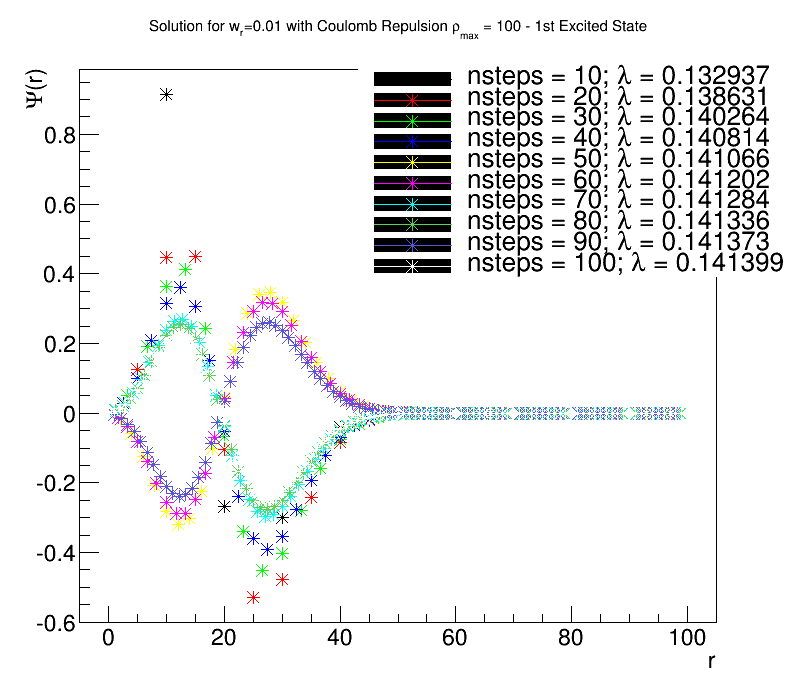 Solution for wr=0.01 with Coulomb Repulsion ρmax = 100 - 1st Excited State
Ψ(r)
nsteps = 10; λ = 0.132937
nsteps = 20; λ = 0.138631
nsteps = 30; λ = 0.140264
nsteps = 40; λ = 0.140814
nsteps = 50; λ = 0.141066
nsteps = 60; λ = 0.141202
nsteps = 70; λ = 0.141284
nsteps = 80; λ = 0.141336
nsteps = 90; λ = 0.141373
nsteps = 100; λ = 0.141399
0.8
0.6
0.4
0.2
0
-0.2
-0.4
-0.6
0 20 40 60 80 100
r